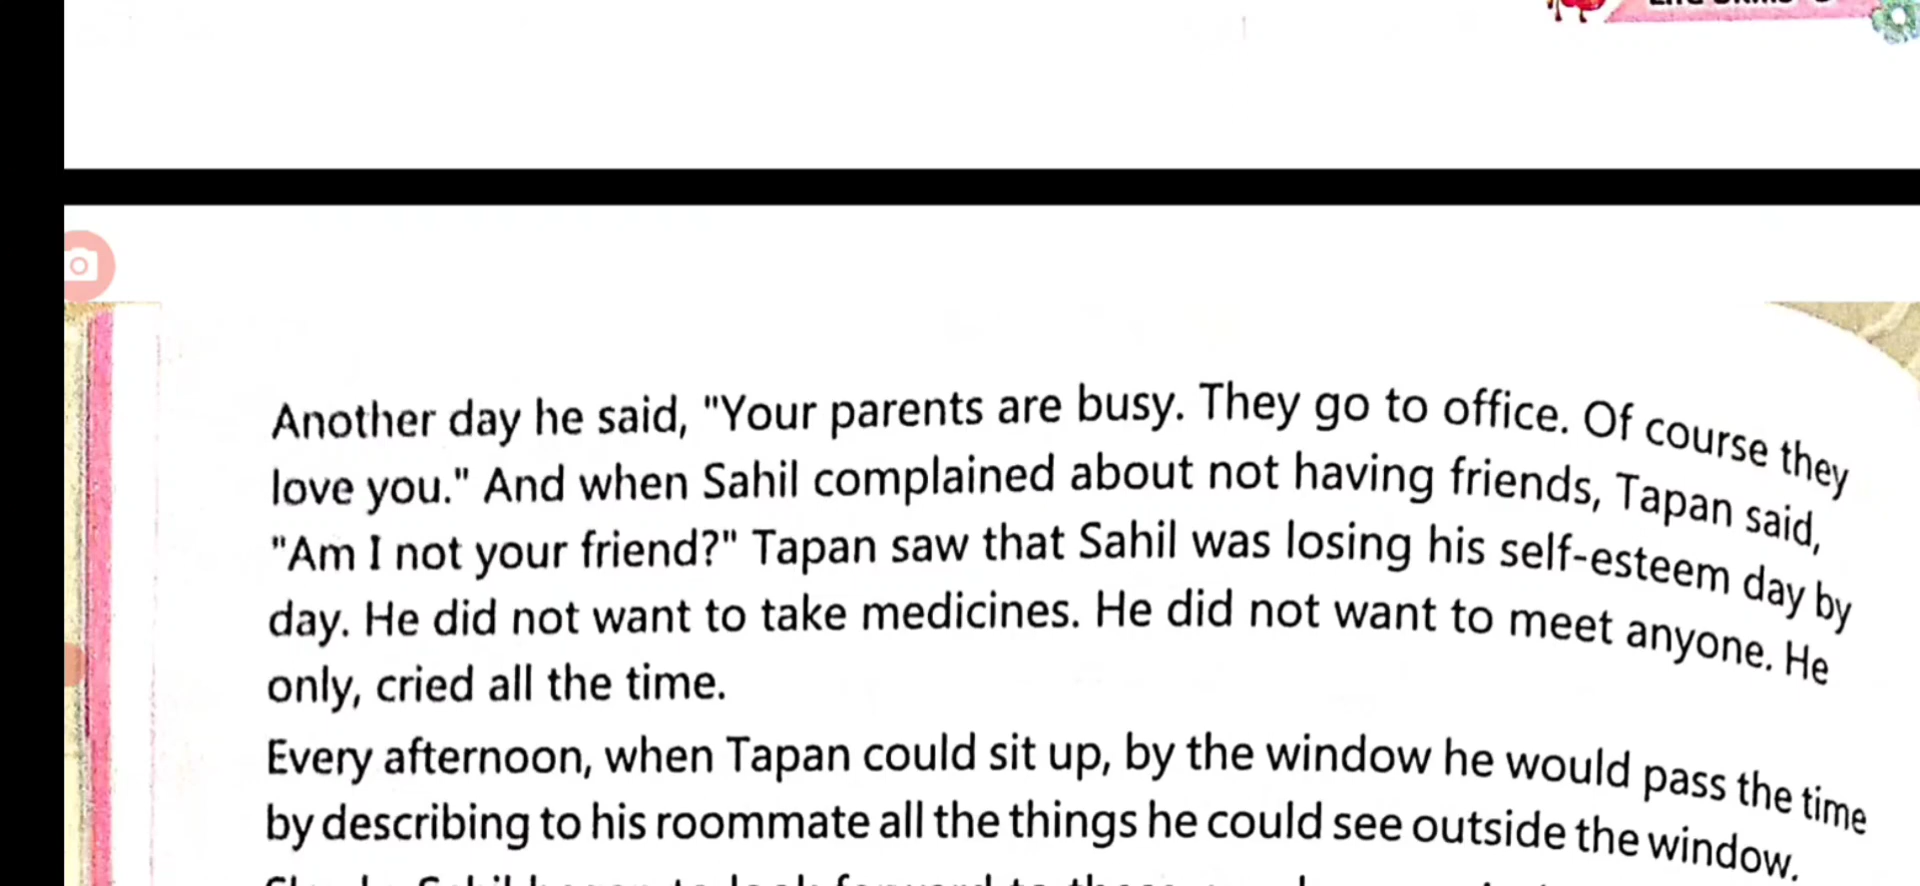 Another day he said, "Your parents are busy. They go to office. Of course they
love you." And when Sahil complained about not having friends, Tapan said,
"Am I not your friend?" Tapan saw that Sahil was losing his self-esteem day by
day. He did not want to take medicines. He did not want to meet anyone. He
only, cried all the time.
Every afternoon, when Tapan could sit up, by the window he would pass the time
by describing to his roommate all the things he could see outside the window.